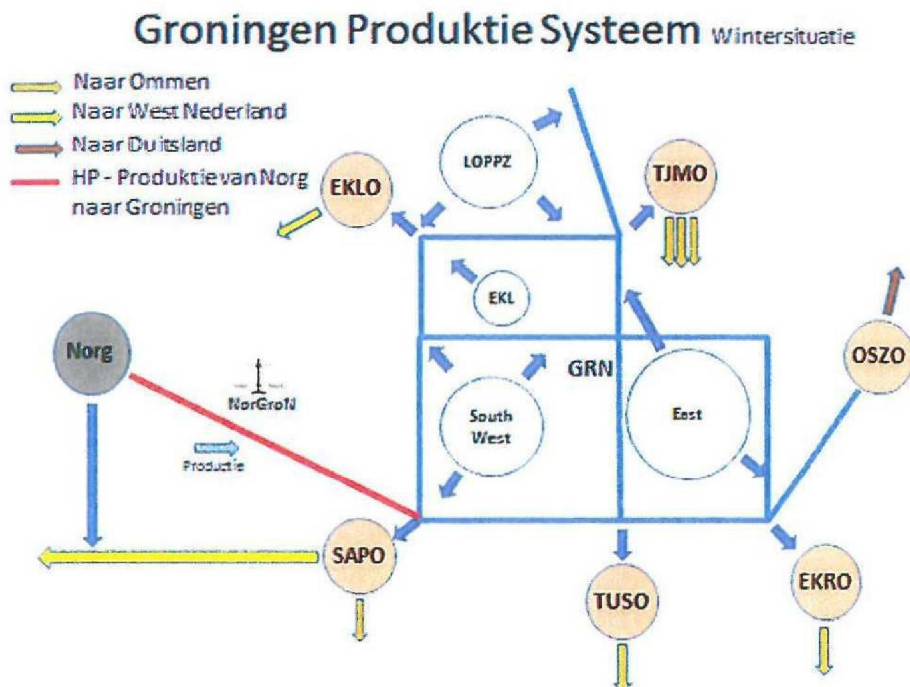 Groningen Produktie Systeem Wintersituatie
Naar Ommen
Naar West Nederland
Naar Duitsland
HP - Produktie van Norg
naar Groningen
LOPPZ
EKLO
TJMO
EKL
Norg
OSZO
GRN
NorGroN
South
West
East
Productie
SAPO
TUSO
EKRO